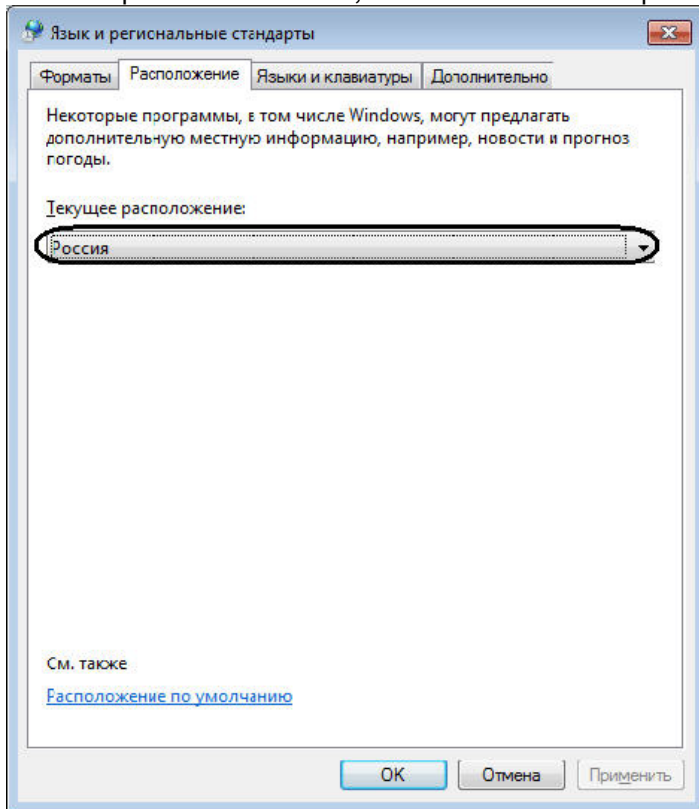 Язык и региональные стандарты
Форматы Расположение Языки и клавиатуры Дополнительно
Некоторые программы, в том числе Windows, могут предлагать
дополнительную местную информацию, например, новости и прогноз
погоды.
Текущее расположение:
Россия
См. также
Расположение по умолчанию
ОК Отмена Применить